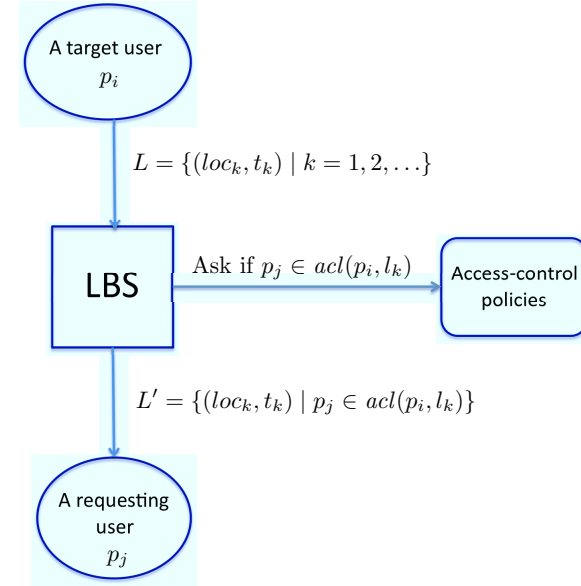 A target user
p_i
L = {(loc_k, t_k) | k = 1, 2, . . .}
LBS
Ask if p_j ∈ acl(p_i, l_k)
Access-control
policies
L′ = {(loc_k, t_k) | p_j ∈ acl(p_i, l_k)}
A requesting
user
p_j